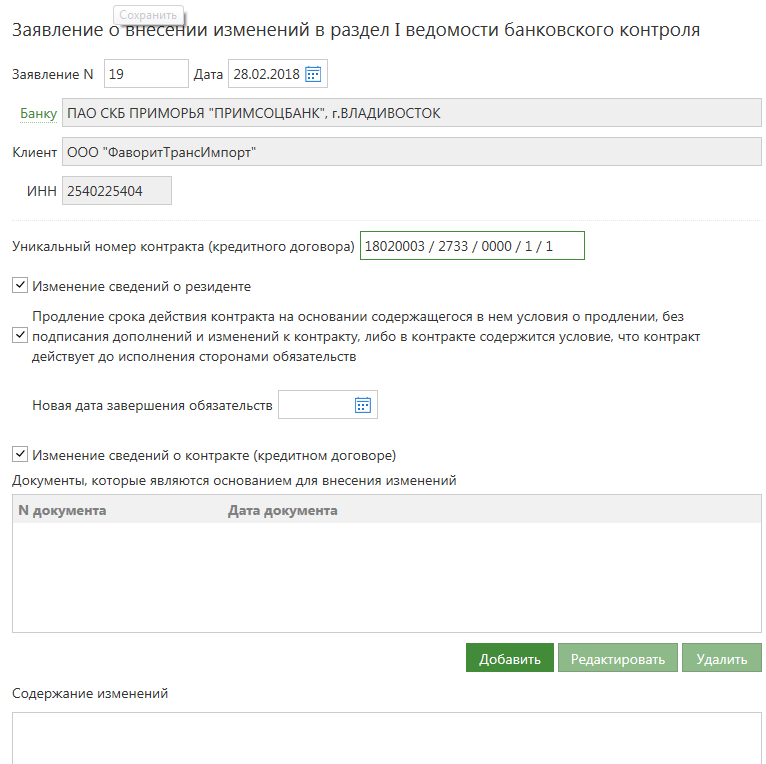 Сохранить
Заявление о внесении изменений в раздел I ведомости банковского контроля
Заявление N 19 Дата 28.02.2018
Банку ПАО СКБ ПРИМОРЬЯ "ПРИМСОЦБАНК", г.ВЛАДИВОСТОК
Клиент ООО "ФаворитТрансИмпорт"
ИНН 2540225404
Уникальный номер контракта (кредитного договора) 18020003 / 2733 / 0000 / 1 / 1
Изменение сведений о резиденте
Продление срока действия контракта на основании содержащегося в нем условия о продлении, без
подписания дополнений и изменений к контракту, либо в контракте содержится условие, что контракт
действует до исполнения сторонами обязательств
Новая дата завершения обязательств
Изменение сведений о контракте (кредитном договоре)
Документы, которые являются основанием для внесения изменений
N документа Дата документа
Добавить Редактировать Удалить
Содержание изменений